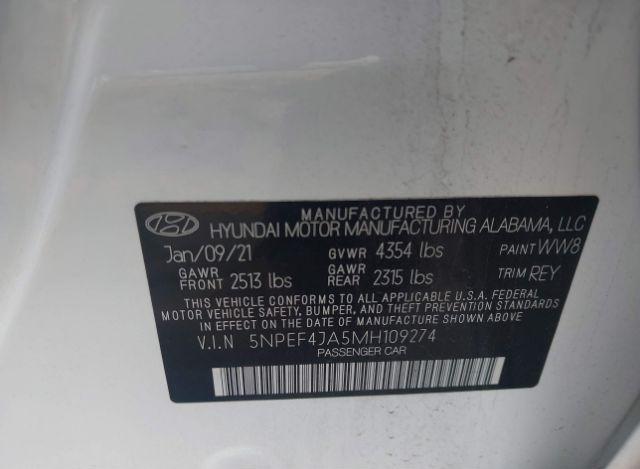 MANUFACTURED BY
HYUNDAI MOTOR MANUFACTURING ALABAMA, LLC
Jan/09/21 GVWR 4354 lbs PAINT WW8
GAWR FRONT 2513 lbs GAWR REAR 2315 lbs TRIM REY
THIS VEHICLE CONFORMS TO ALL APPLICABLE U.S.A. FEDERAL
MOTOR VEHICLE SAFETY, BUMPER, AND THEFT PREVENTION STANDARDS
IN EFFECT ON THE DATE OF MANUFACTURE SHOWN ABOVE.
V.I.N 5NPEF4JA5MH109274
PASSENGER CAR